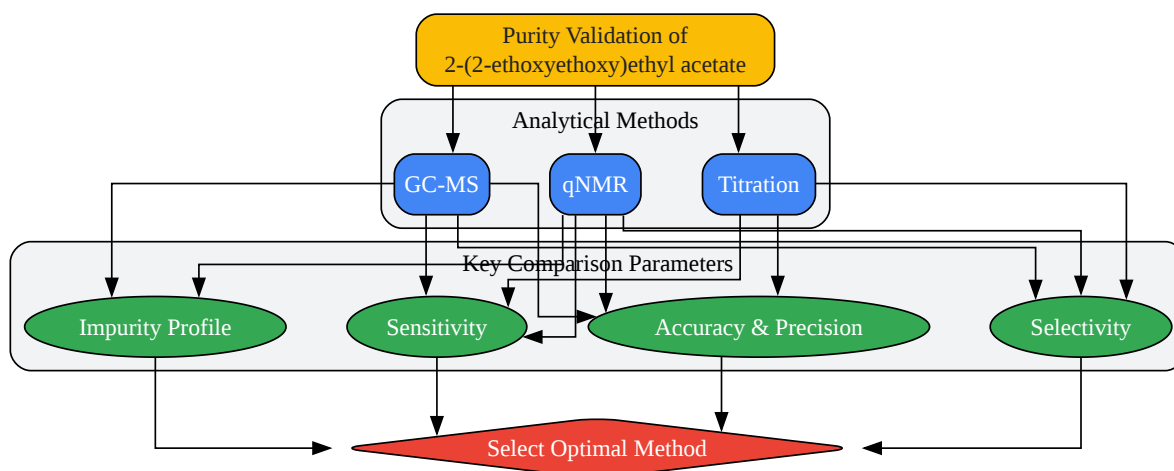 Purity Validation of
2-(2-ethoxyethoxy)ethyl acetate
Analytical Methods
GC-MS
qNMR
Titration
Key Comparison Parameters
Impurity Profile
Sensitivity
Accuracy & Precision
Selectivity
Select Optimal Method